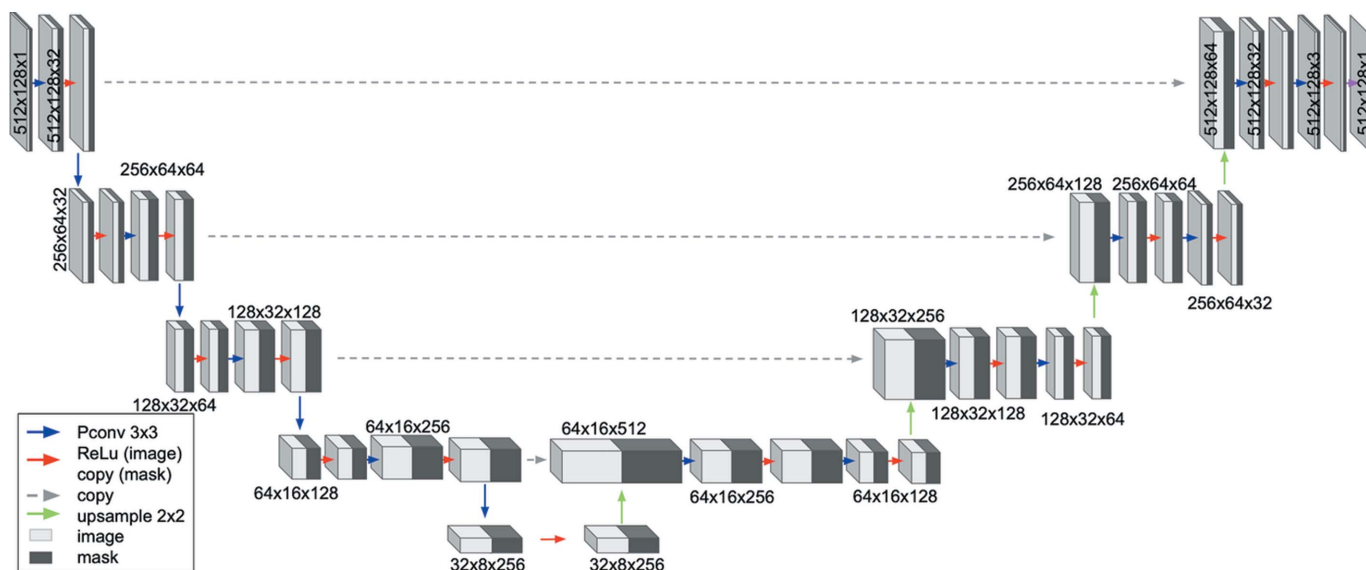 512x128x1
512x128x32
512x128x64
512x128x32
512x128x3
512x128x1
256x64x64
256x64x32
256x64x128
256x64x64
256x64x32
128x32x128
128x32x64
128x32x256
128x32x128
128x32x64
64x16x256
64x16x128
64x16x512
64x16x256
64x16x128
32x8x256
32x8x256
Pconv 3x3
ReLu (image)
copy (mask)
copy
upsample 2x2
image
mask